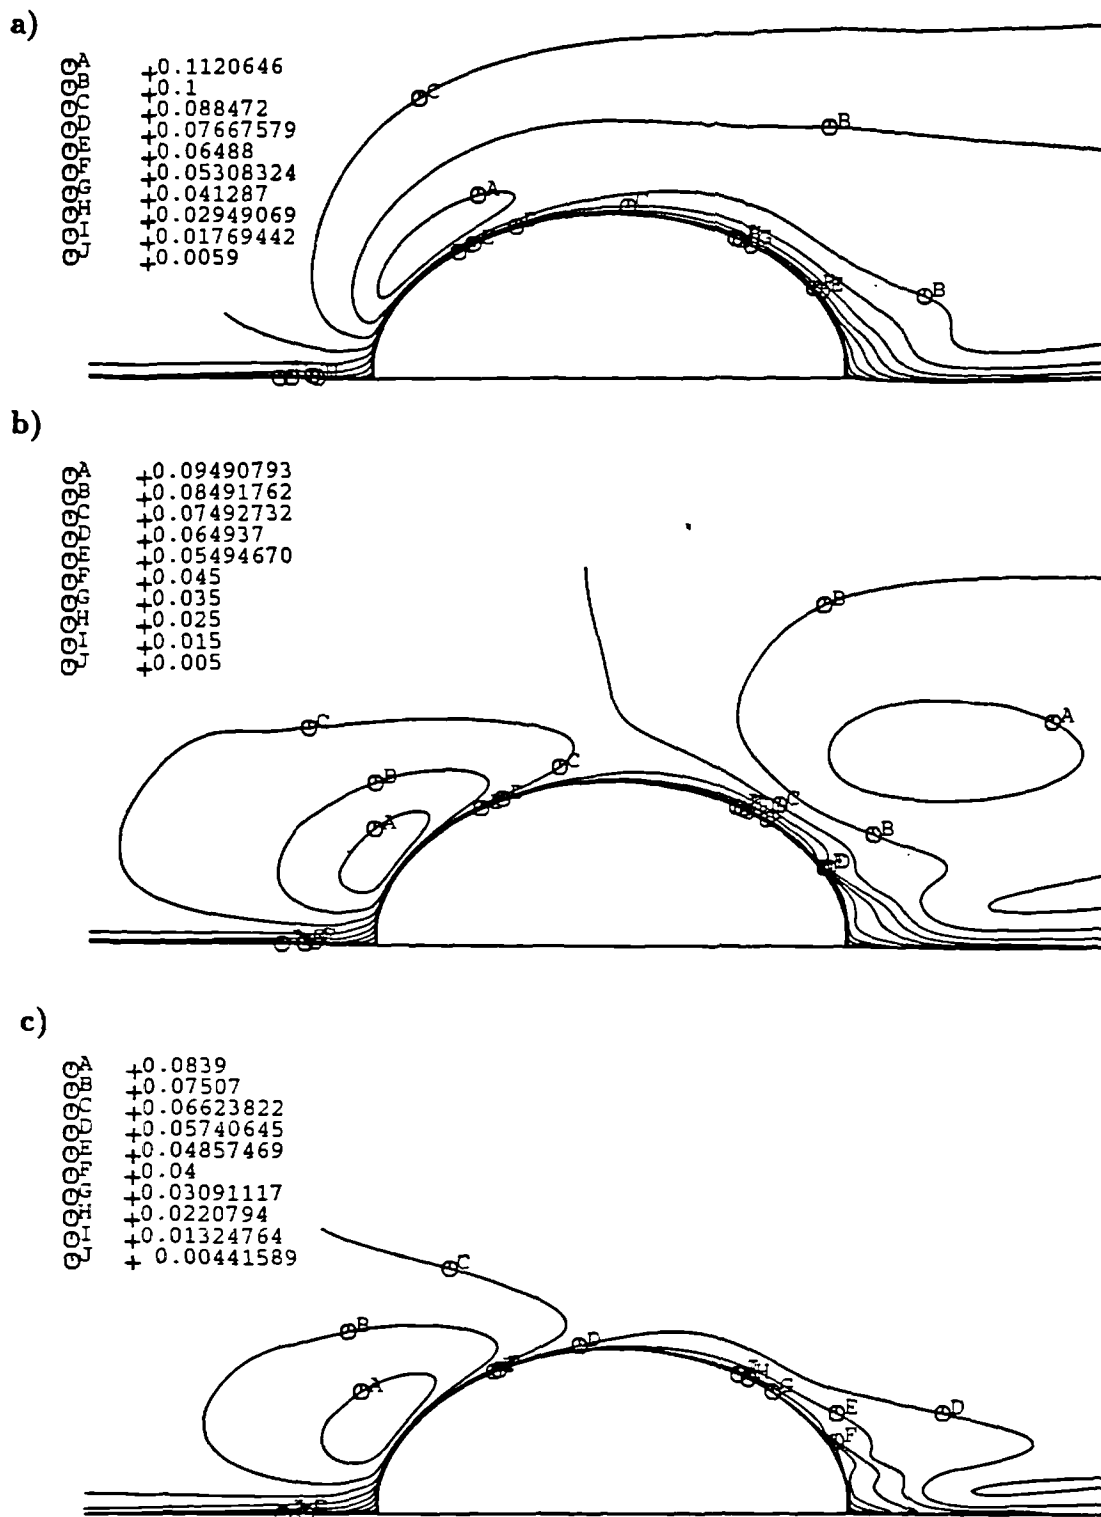 a)
A +0.1120646
B +0.1
C +0.088472
D +0.07667579
E +0.06488
F +0.05308324
G +0.041287
H +0.02949069
I +0.01769442
J +0.0059
C
B
A
C
G
E
B
H
b)
A +0.09490793
B +0.08491762
C +0.07492732
D +0.064937
E +0.05494670
F +0.045
G +0.035
H +0.025
I +0.015
J +0.005
B
C
A
C
B
C
A
B
D
c)
A +0.0839
B +0.07507
C +0.06623822
D +0.05740645
E +0.04857469
F +0.04
G +0.03091117
H +0.0220794
I +0.01324764
J + 0.00441589
C
B
D
H
A
G
E
D
F